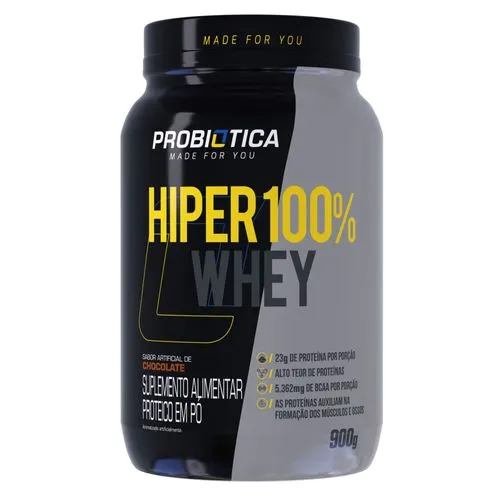 MADE FOR YOU
PROBIOTICA
MADE FOR YOU
HIPER 100%
WHEY
SABOR ARTIFICIAL DE
CHOCOLATE
SUPLEMENTO ALIMENTAR
PROTEICO EM PÓ
Aromatizado artificialmente.
23g DE PROTEÍNA POR PORÇÃO
ALTO TEOR DE PROTEÍNAS
5.362mg DE BCAA POR PORÇÃO
AS PROTEÍNAS AUXILIAM NA
FORMAÇÃO DOS MÚSCULOS E OSSOS
900g